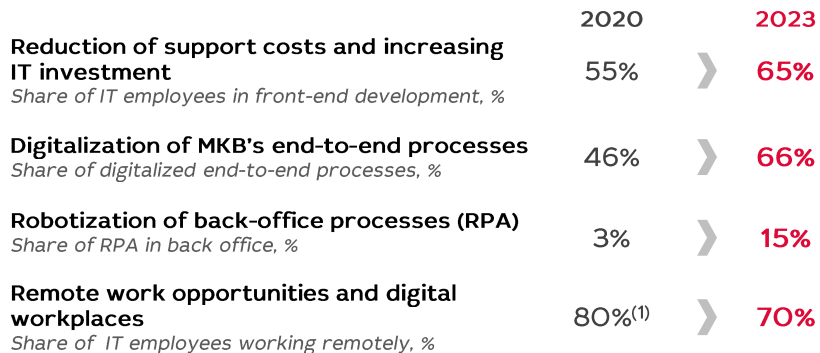 2020 2023
Reduction of support costs and increasing
IT investment
Share of IT employees in front-end development, %
55% 65%
Digitalization of MKB's end-to-end processes
Share of digitalized end-to-end processes, %
46% 66%
Robotization of back-office processes (RPA)
Share of RPA in back office, %
3% 15%
Remote work opportunities and digital
workplaces
Share of IT employees working remotely, %
80%(1) 70%